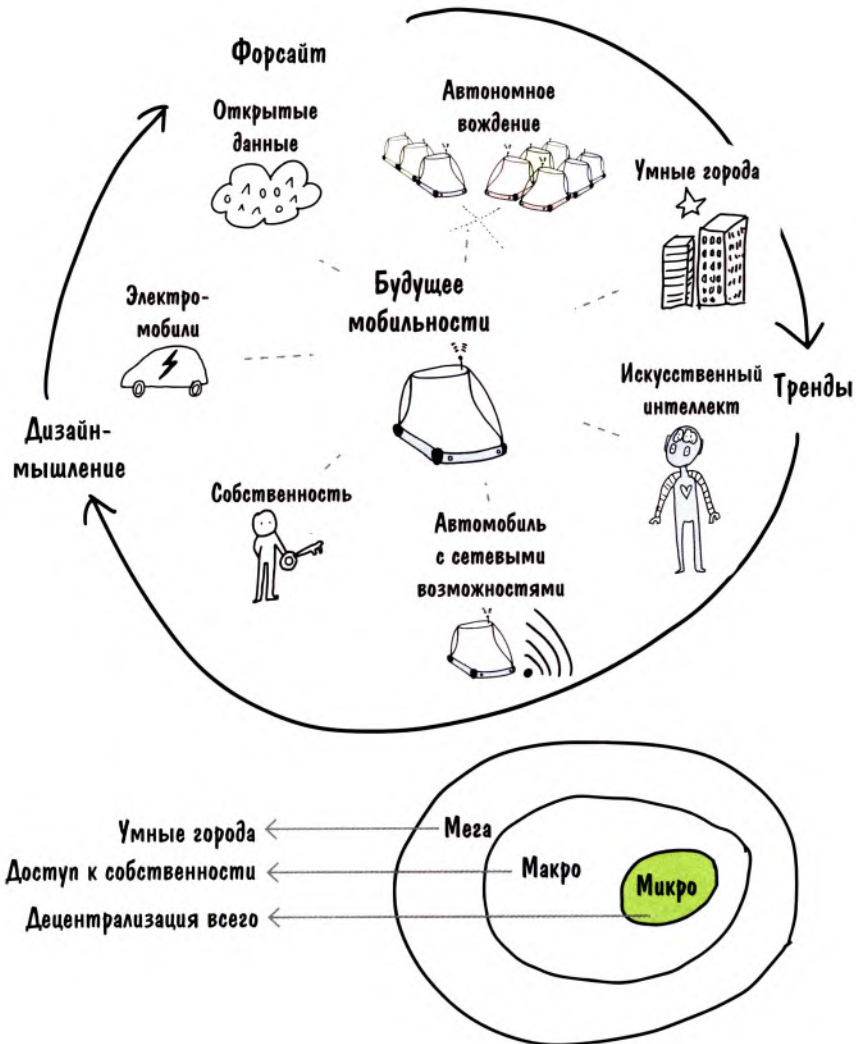 Форсайт
Открытые
данные
Автономное
вождение
Умные города
Электро-
мобили
Будущее
мобильности
Искусственный
интеллект
Тренды
Дизайн-
мышление
Собственность
Автомобиль
с сетевыми
возможностями
Умные города
Мега
Доступ к собственности
Макро
Микро
Децентрализация всего